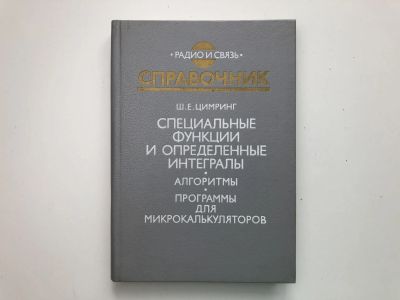 • РАДИО И СВЯЗЬ •
СПРАВОЧНИК
Ш. Е. ЦИМРИНГ
СПЕЦИАЛЬНЫЕ
ФУНКЦИИ
И ОПРЕДЕЛЕННЫЕ
ИНТЕГРАЛЫ
•
АЛГОРИТМЫ
•
ПРОГРАММЫ
ДЛЯ
МИКРОКАЛЬКУЛЯТОРОВ